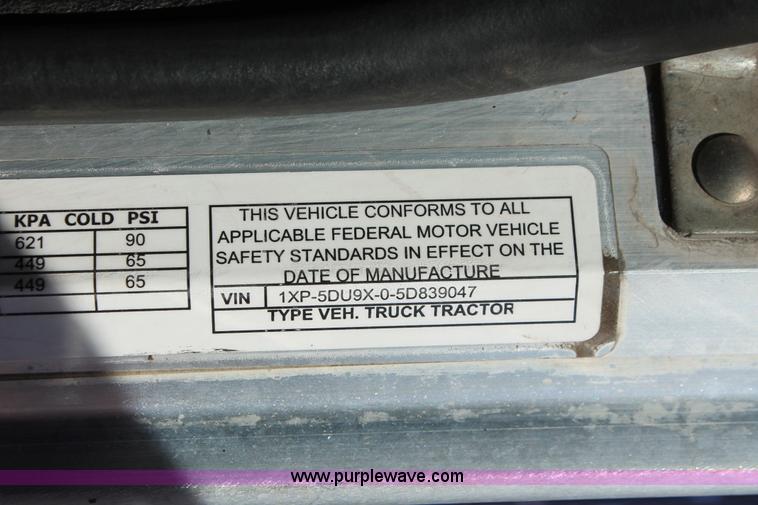 KPA COLD PSI
621 90
449 65
449 65
THIS VEHICLE CONFORMS TO ALL
APPLICABLE FEDERAL MOTOR VEHICLE
SAFETY STANDARDS IN EFFECT ON THE
DATE OF MANUFACTURE
VIN 1XP-5DU9X-0-5D839047
TYPE VEH. TRUCK TRACTOR
www.purplewave.com